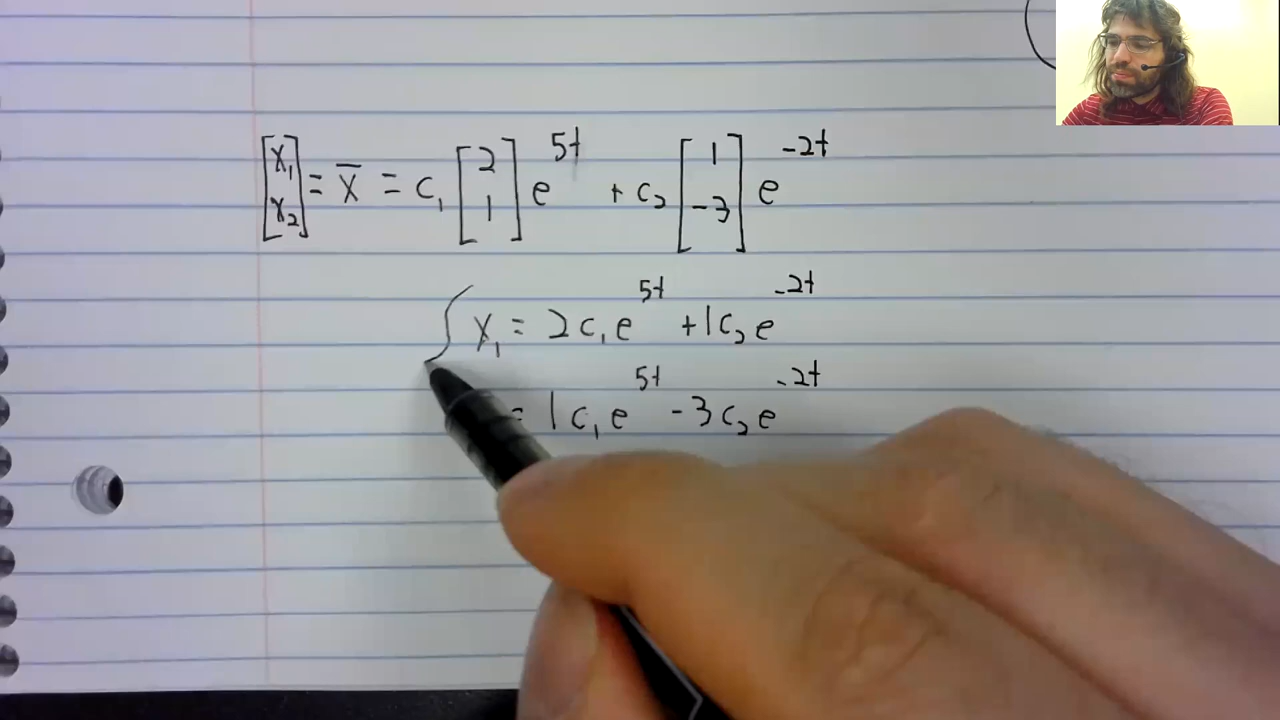 [x₁ x₂] = x̄ = c₁ [2 1] e^5t + c₂ [1 -3] e^-2t
x₁ = 2c₁e^5t + 1c₂e^-2t
= 1c₁e^5t - 3c₂e^-2t